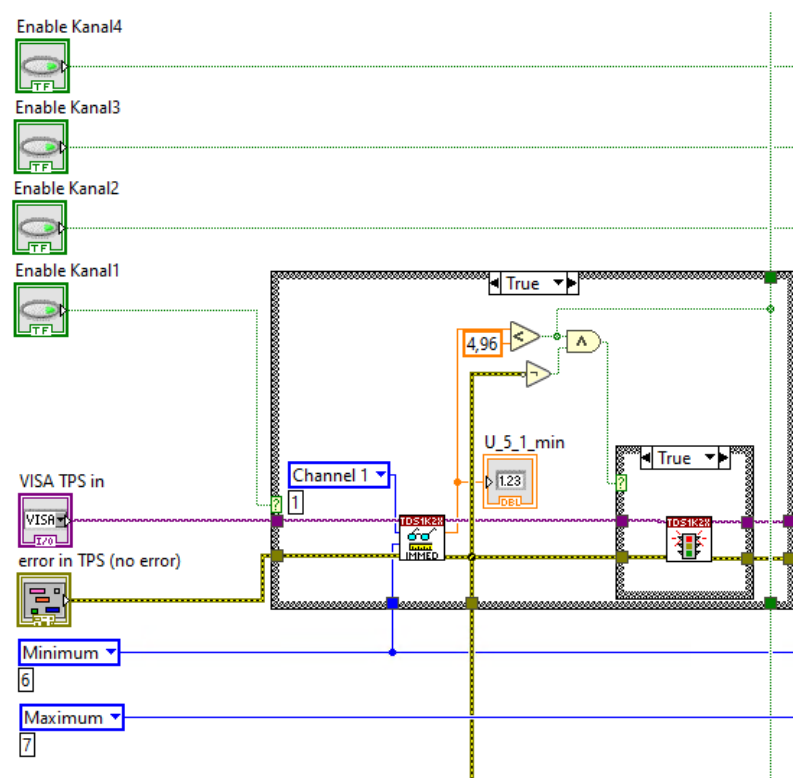 Enable Kanal4
TF
Enable Kanal3
TF
Enable Kanal2
TF
Enable Kanal1
TF
True
4,96
<
∧
¬
U_5_1_min
1.23
DBL
Channel 1
1
?
True
?
VISA TPS in
VISA
I/O
TDS1K2X
IMMED
TDS1K2X
error in TPS (no error)
Minimum
6
Maximum
7